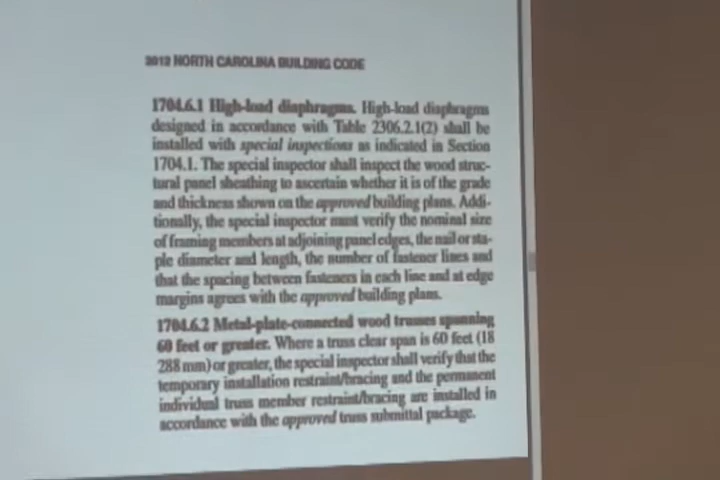 2012 NORTH CAROLINA BUILDING CODE
1704.6.1 High-load diaphragms. High-load diaphragms
designed in accordance with Table 2306.2.1(2) shall be
installed with special inspections as indicated in Section
1704.1. The special inspector shall inspect the wood struc-
tural panel sheathing to ascertain whether it is of the grade
and thickness shown on the approved building plans. Addi-
tionally, the special inspector must verify the nominal size
of framing members at adjoining panel edges, the nail or sta-
ple diameter and length, the number of fastener lines and
that the spacing between fasteners in each line and at edge
margins agrees with the approved building plans.
1704.6.2 Metal-plate-connected wood trusses spanning
60 feet or greater. Where a truss clear span is 60 feet (18
288 mm) or greater, the special inspector shall verify that the
temporary installation restraint/bracing and the permanent
individual truss member restraint/bracing are installed in
accordance with the approved truss submittal package.